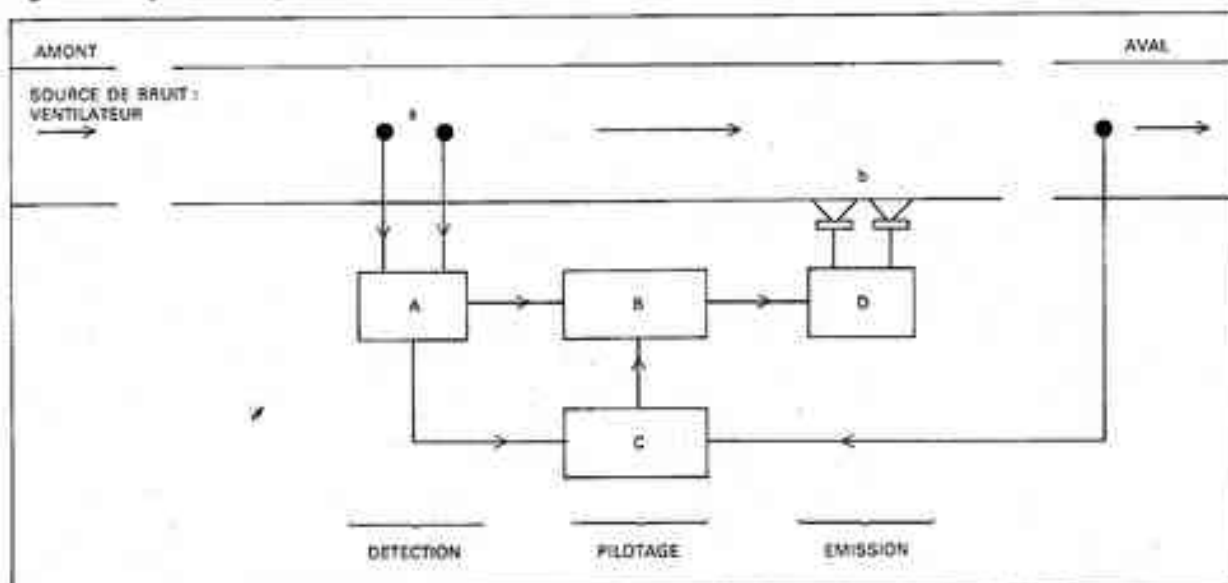 AMONT
AVAL
SOURCE DE BRUIT :
VENTILATEUR
b
A
B
D
C
DETECTION
PILOTAGE
EMISSION